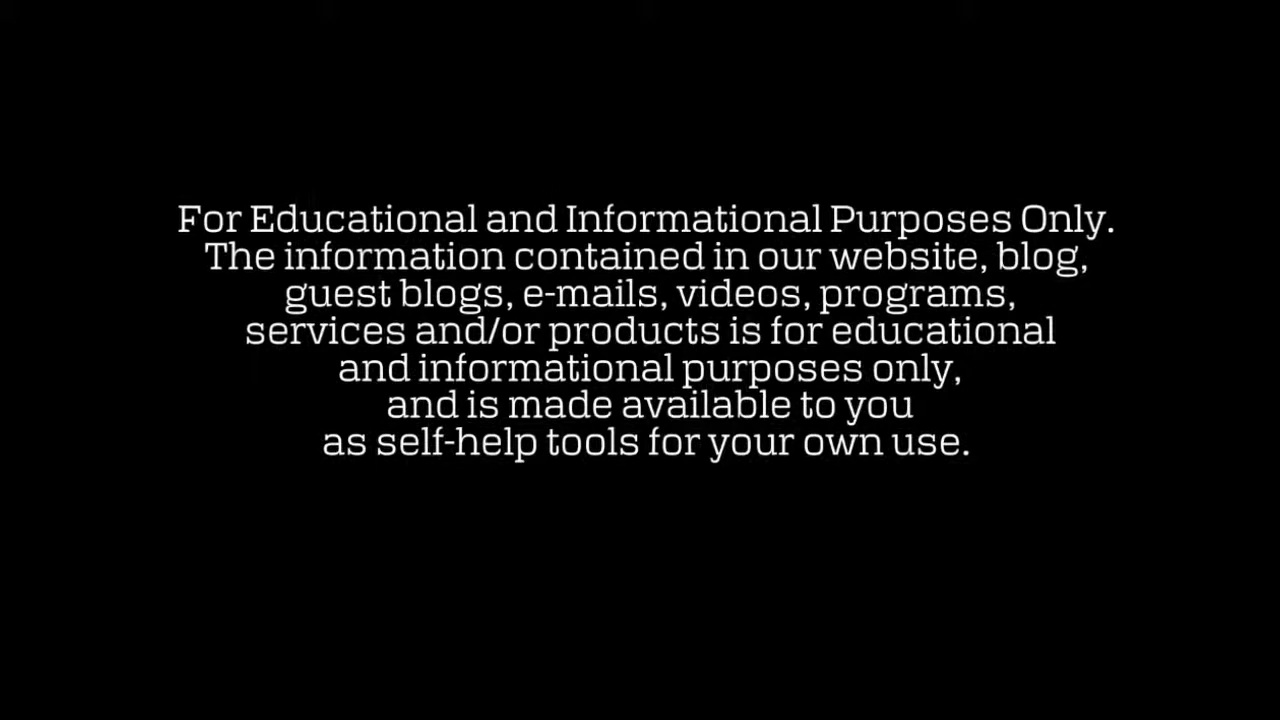 For Educational and Informational Purposes Only.
The information contained in our website, blog,
guest blogs, e-mails, videos, programs,
services and/or products is for educational
and informational purposes only,
and is made available to you
as self-help tools for your own use.